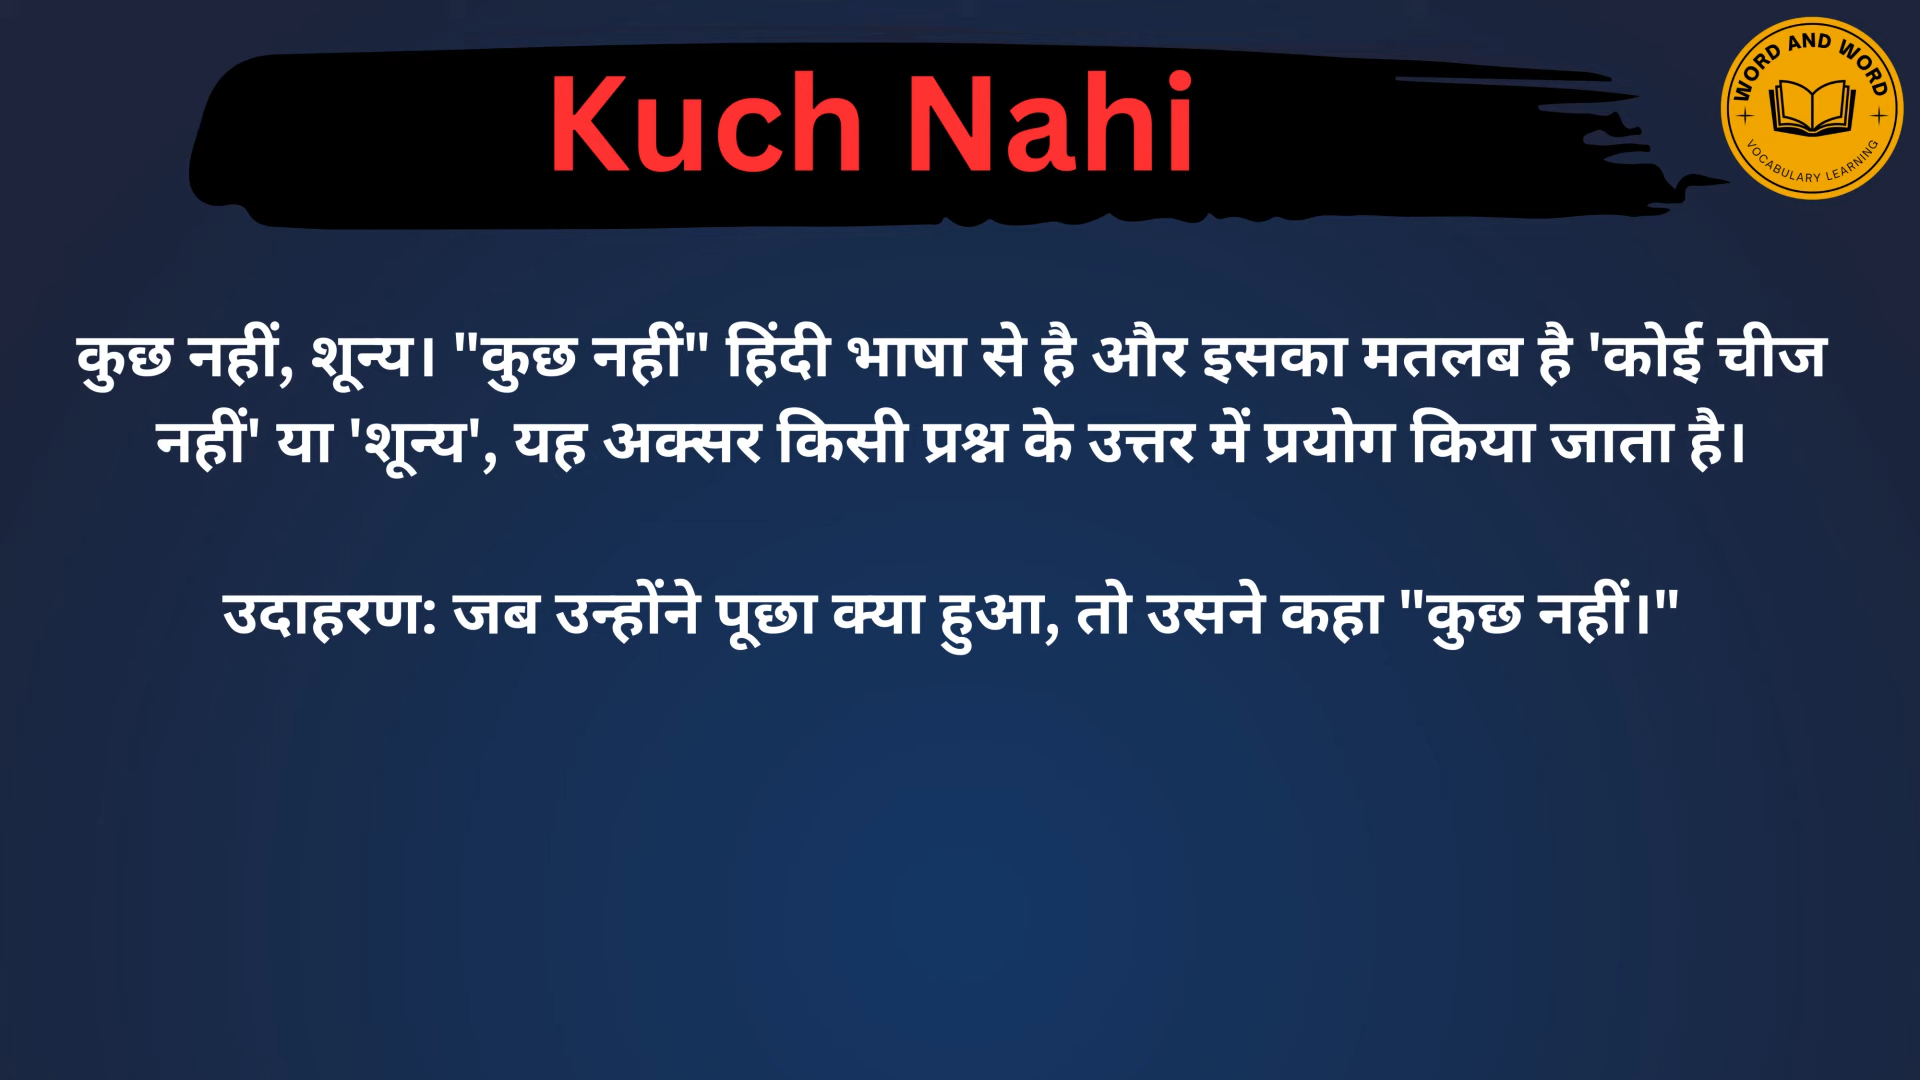 Kuch Nahi
WORD AND WORD
VOCABULARY LEARNING
कुछ नहीं, शून्य। "कुछ नहीं" हिंदी भाषा से है और इसका मतलब है 'कोई चीज
नहीं' या 'शून्य', यह अक्सर किसी प्रश्न के उत्तर में प्रयोग किया जाता है।
उदाहरण: जब उन्होंने पूछा क्या हुआ, तो उसने कहा "कुछ नहीं।"